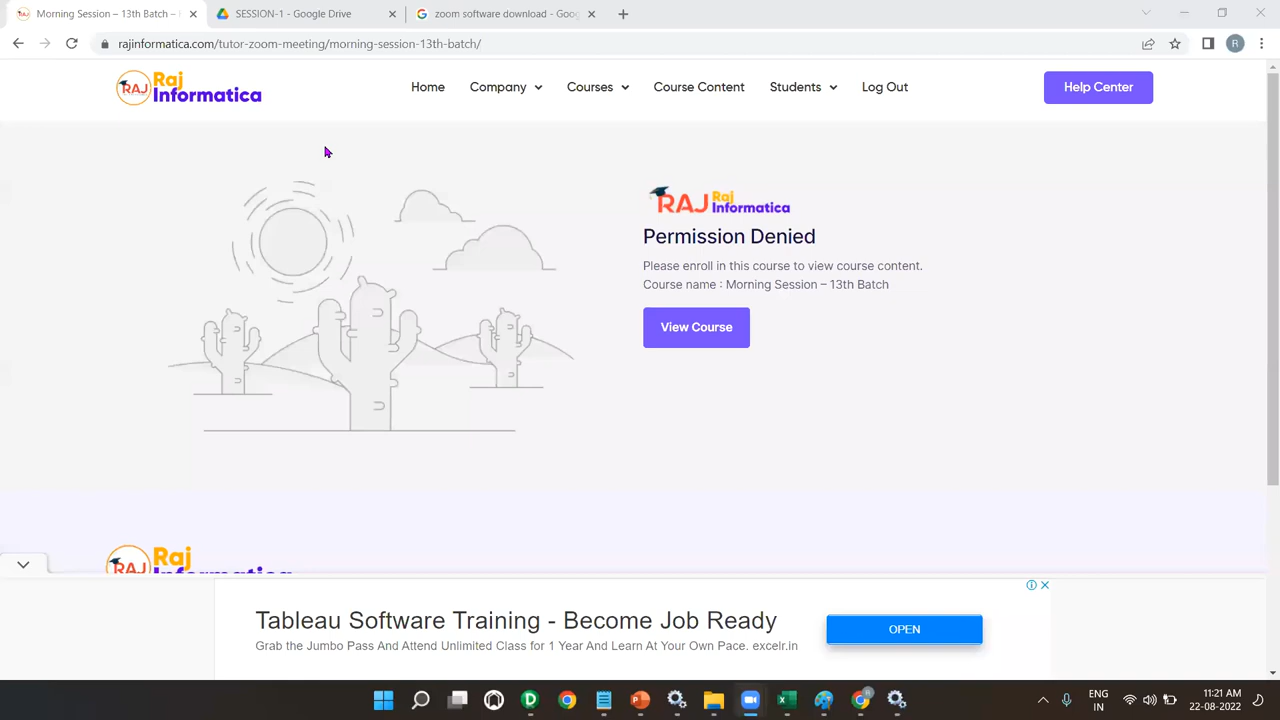 Morning Session – 13th Batch –
SESSION-1 - Google Drive
zoom software download - Goo
rajinformatica.com/tutor-zoom-meeting/morning-session-13th-batch/
R
RAJ
Raj
Informatica
Home
Company
Courses
Course Content
Students
Log Out
Help Center
RAJ
Raj
Informatica
Permission Denied
Please enroll in this course to view course content.
Course name : Morning Session – 13th Batch
View Course
RAJ
Raj
Informatica
Tableau Software Training - Become Job Ready
Grab the Jumbo Pass And Attend Unlimited Class for 1 Year And Learn At Your Own Pace. excelr.in
OPEN
ENG
IN
11:21 AM
22-08-2022